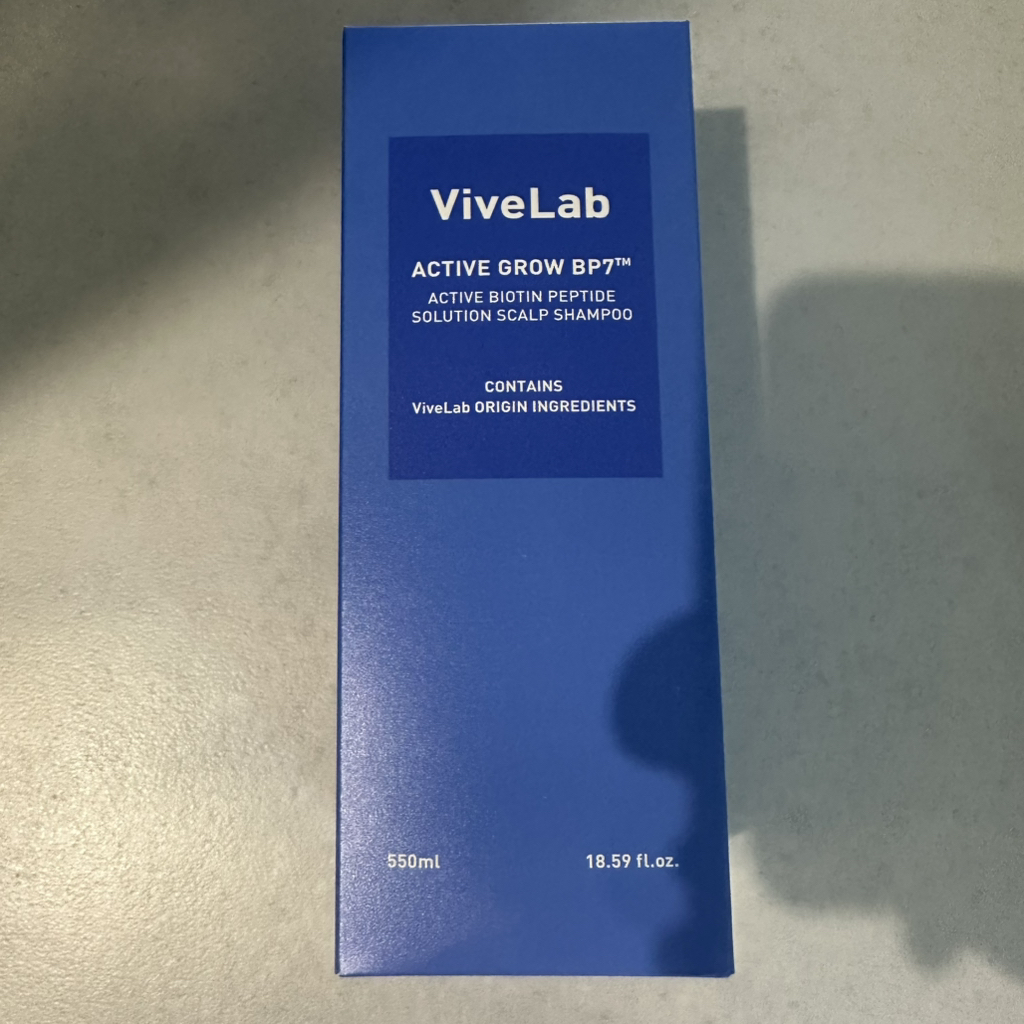 ViveLab
ACTIVE GROW BP7™
ACTIVE BIOTIN PEPTIDE
SOLUTION SCALP SHAMPOO
CONTAINS
ViveLab ORIGIN INGREDIENTS
550ml 18.59 fl.oz.